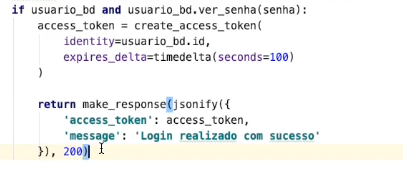 if usuario_bd and usuario_bd.ver_senha(senha):
    access_token = create_access_token(
        identity=usuario_bd.id,
        expires_delta=timedelta(seconds=100)
    )

    return make_response(jsonify({
        'access_token': access_token,
        'message': 'Login realizado com sucesso'
    }), 200)